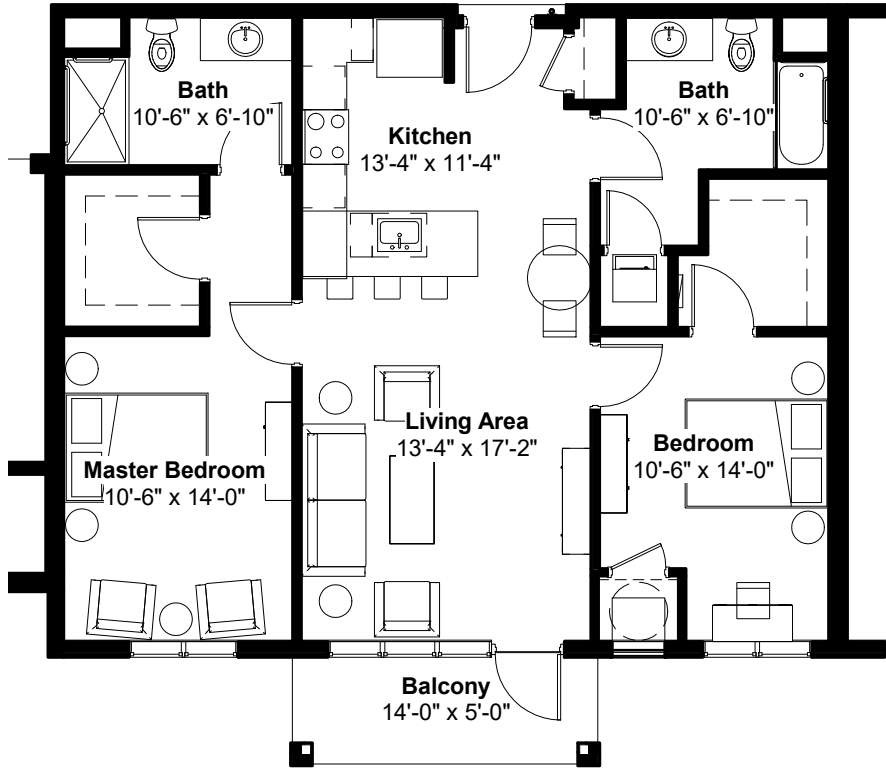 Bath
10'-6" x 6'-10"
Kitchen
13'-4" x 11'-4"
Bath
10'-6" x 6'-10"
Living Area
13'-4" x 17'-2"
Master Bedroom
10'-6" x 14'-0"
Bedroom
10'-6" x 14'-0"
Balcony
14'-0" x 5'-0"